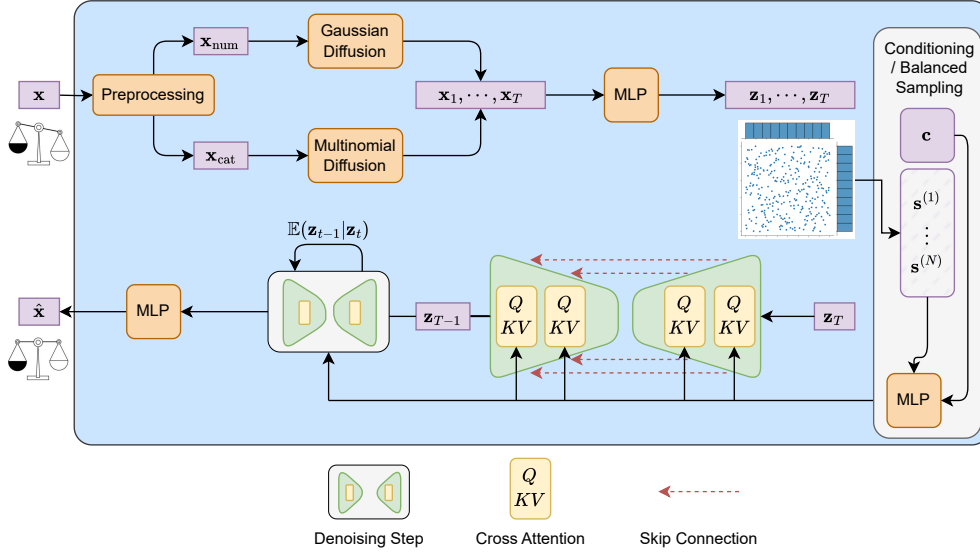 x
Preprocessing
x_num
Gaussian
Diffusion
x_cat
Multinomial
Diffusion
x_1, ⋯, x_T
MLP
z_1, ⋯, z_T
Conditioning
/ Balanced
Sampling
c
s^(1)
⋮
s^(N)
MLP
z_T
Q
KV
Q
KV
Q
KV
Q
KV
z_{T−1}
𝔼(z_{t−1}|z_t)
MLP
x̂
Denoising Step
Q
KV
Cross Attention
Skip Connection